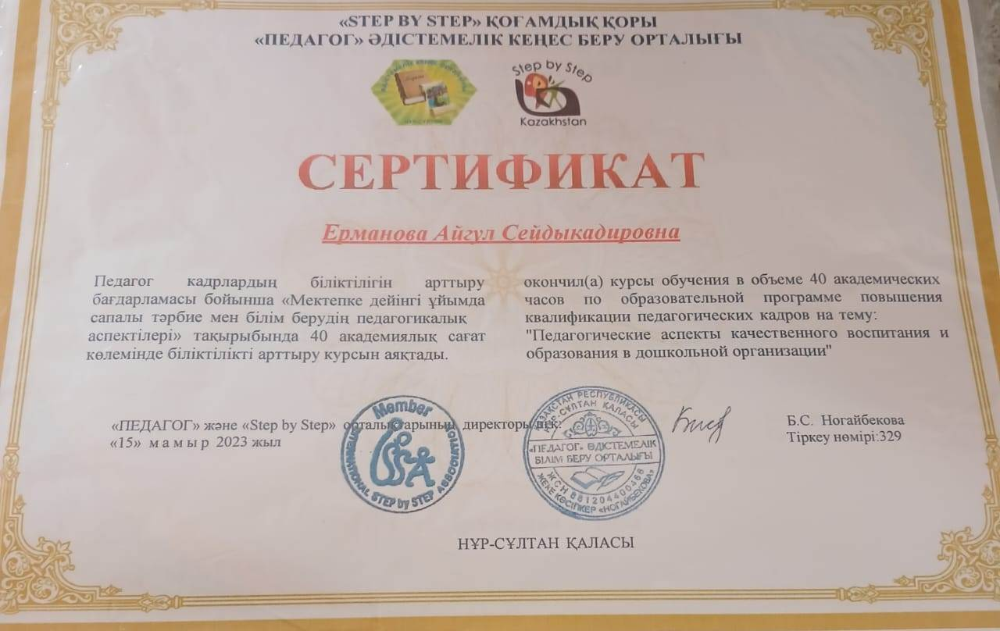 «STEP BY STEP» ҚОҒАМДЫҚ ҚОРЫ
«ПЕДАГОГ» ӘДІСТЕМЕЛІК КЕҢЕС БЕРУ ОРТАЛЫҒЫ
Step by Step
Kazakhstan
СЕРТИФИКАТ
Ерманова Айгүл Сейдыкадировна
Педагог кадрлардың біліктілігін арттыру
бағдарламасы бойынша «Мектепке дейінгі ұйымда
сапалы тәрбие мен білім берудің педагогикалық
аспектілері» тақырыбында 40 академиялық сағат
көлемінде біліктілікті арттыру курсын аяқтады.
окончил(а) курсы обучения в объеме 40 академических
часов по образовательной программе повышения
квалификации педагогических кадров на тему:
"Педагогические аспекты качественного воспитания и
образования в дошкольной организации"
«ПЕДАГОГ» және «Step by Step» орталықтарының директоры
«15» мамыр 2023 жыл
Member
INTERNATIONAL STEP by STEP ASSOCIATION
ISSA
ҚАЗАҚСТАН РЕСПУБЛИКАСЫ
НҰР-СҰЛТАН ҚАЛАСЫ
«ПЕДАГОГ» ӘДІСТЕМЕЛІК
БІЛІМ БЕРУ ОРТАЛЫҒЫ
ЖСН 861204400466
ЖЕКЕ КӘСІПКЕР «НОГАЙБЕКОВА»
Б.С. Ногайбекова
Тіркеу нөмірі:329
НҰР-СҰЛТАН ҚАЛАСЫ